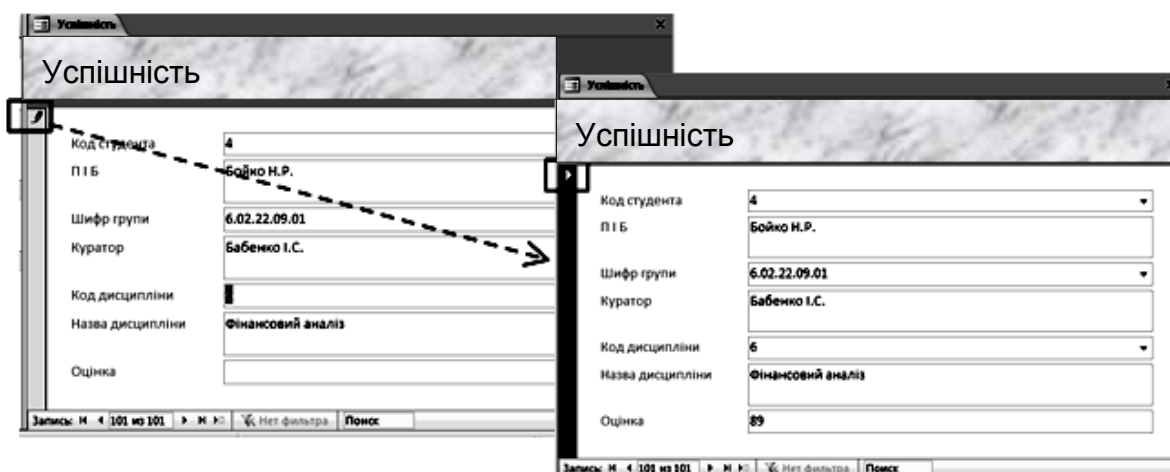 Успішність
Успішність
Код студента 4
П І Б Бойко Н.Р.
Шифр групи 6.02.22.09.01
Куратор Бабенко І.С.
Код дисципліни
Назва дисципліни Фінансовий аналіз
Оцінка
Запись: 101 из 101 Нет фильтра Поиск
Успішність
Успішність
Код студента 4
П І Б Бойко Н.Р.
Шифр групи 6.02.22.09.01
Куратор Бабенко І.С.
Код дисципліни 6
Назва дисципліни Фінансовий аналіз
Оцінка 89
Запись: 101 из 101 Нет фильтра Поиск